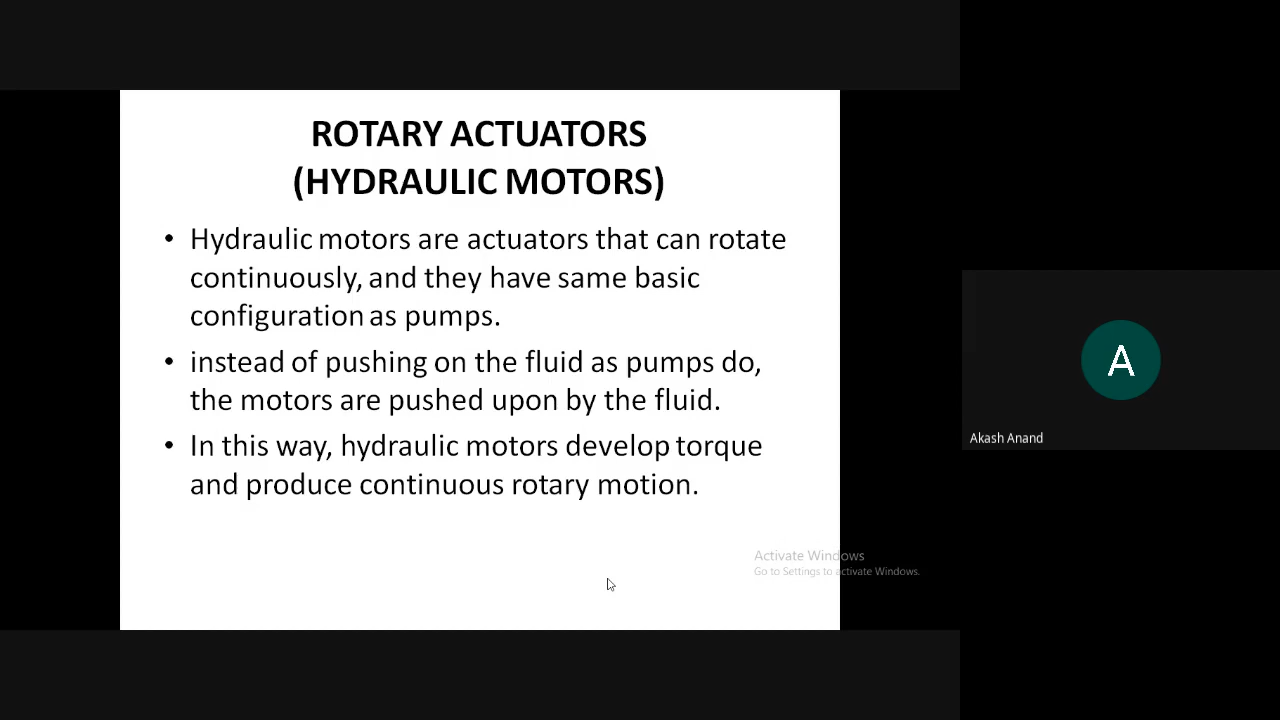 ROTARY ACTUATORS
(HYDRAULIC MOTORS)
• Hydraulic motors are actuators that can rotate
continuously, and they have same basic
configuration as pumps.
• instead of pushing on the fluid as pumps do,
the motors are pushed upon by the fluid.
• In this way, hydraulic motors develop torque
and produce continuous rotary motion.
Activate Windows
Go to Settings to activate Windows.
A
Akash Anand